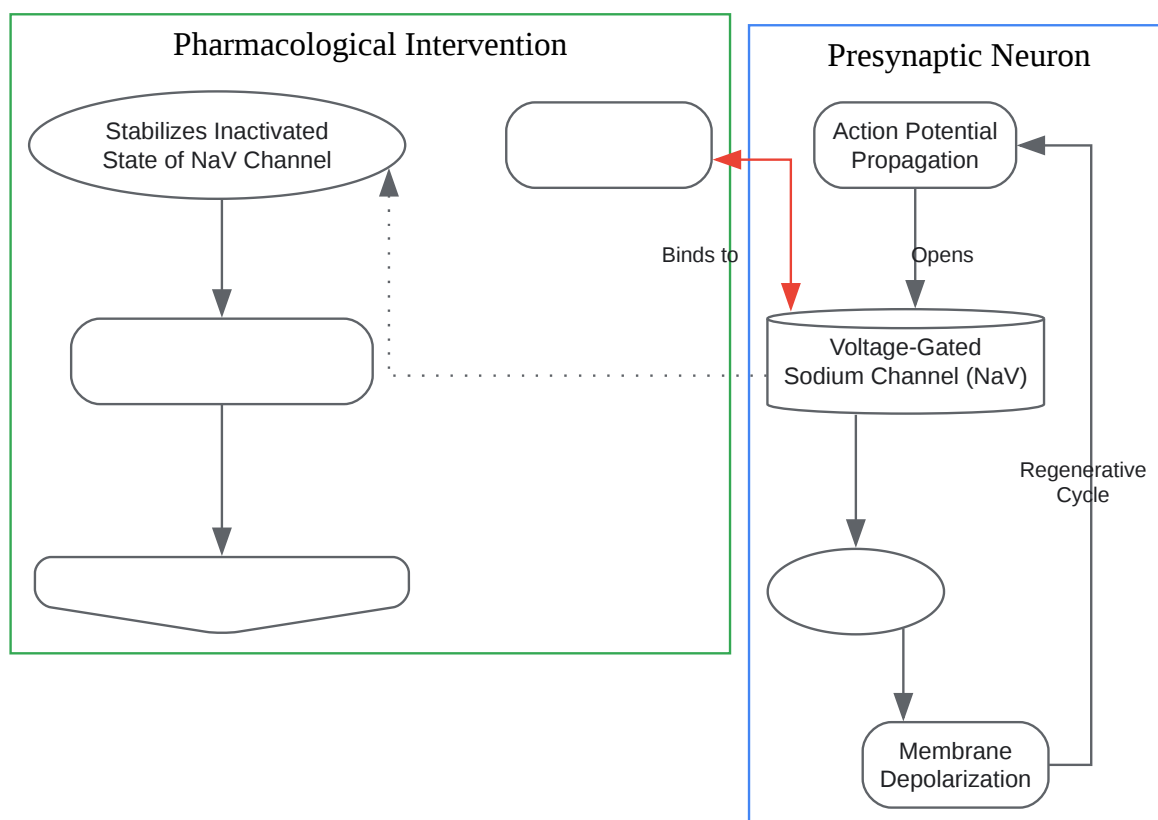 Pharmacological Intervention
Presynaptic Neuron
Stabilizes Inactivated
State of NaV Channel
Action Potential
Propagation
Binds to
Opens
Voltage-Gated
Sodium Channel (NaV)
Regenerative
Cycle
Membrane
Depolarization